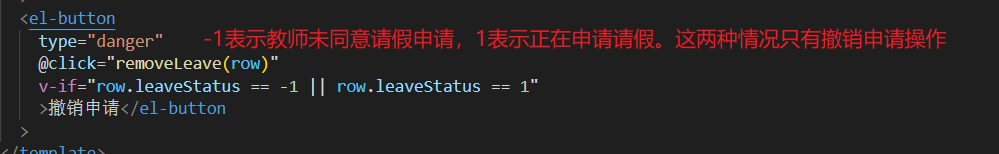 >
<el-button
type="danger" -1表示教师未同意请假申请，1表示正在申请请假。这两种情况只有撤销申请操作
@click="removeLeave(row)"
v-if="row.leaveStatus == -1 || row.leaveStatus == 1"
>撤销申请</el-button
>
</template>